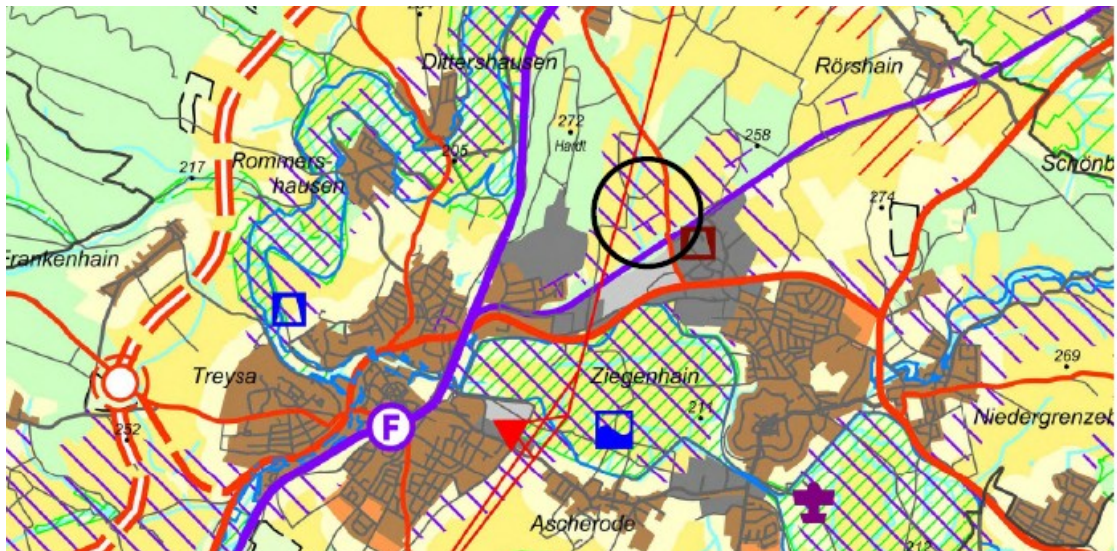 Dittershausen
Rörshain
272
Hardt
258
205
217
Rommers-
hausen
Schönb
274
Frankenhain
269
Treysa
Ziegenhain
211
Niedergrenzeb
F
252
Ascherode
212